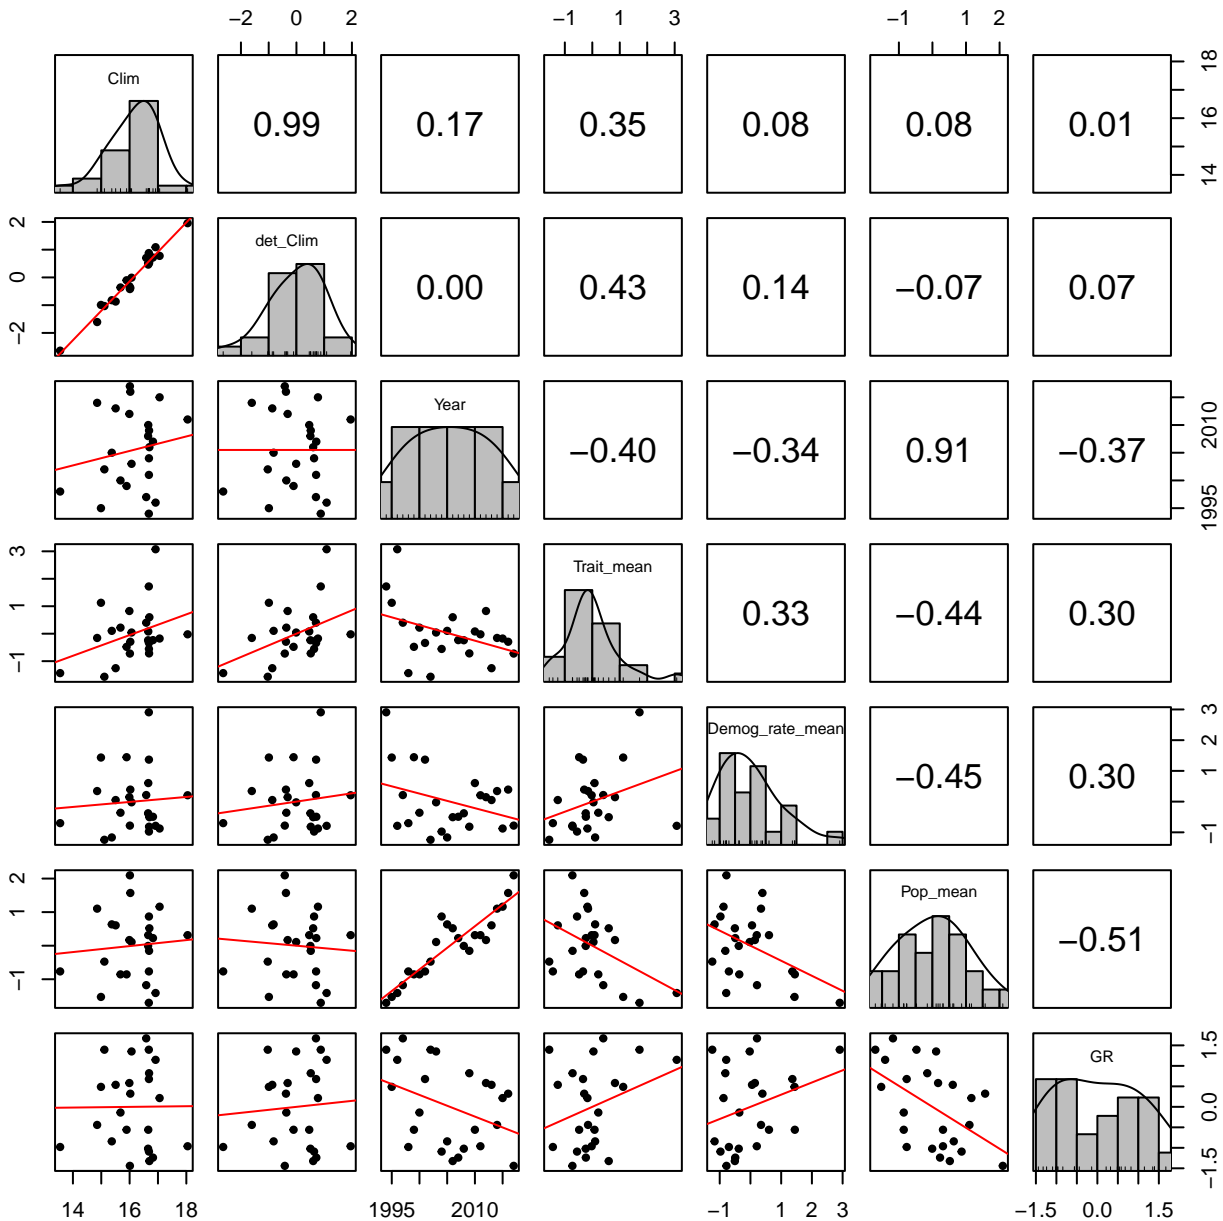 −2 0 2 −1 1 3 −1 1 2
Clim 0.99 0.17 0.35 0.08 0.08 0.01 14 16 18
−2 0 2 det_Clim 0.00 0.43 0.14 −0.07 0.07
Year −0.40 −0.34 0.91 −0.37 1995 2010
−1 1 3 Trait_mean 0.33 −0.44 0.30
Demog_rate_mean −0.45 0.30 −1 1 2 3
−1 1 2 Pop_mean −0.51
GR −1.5 0.0 1.5
14 16 18 1995 2010 −1 1 2 3 −1.5 0.0 1.5